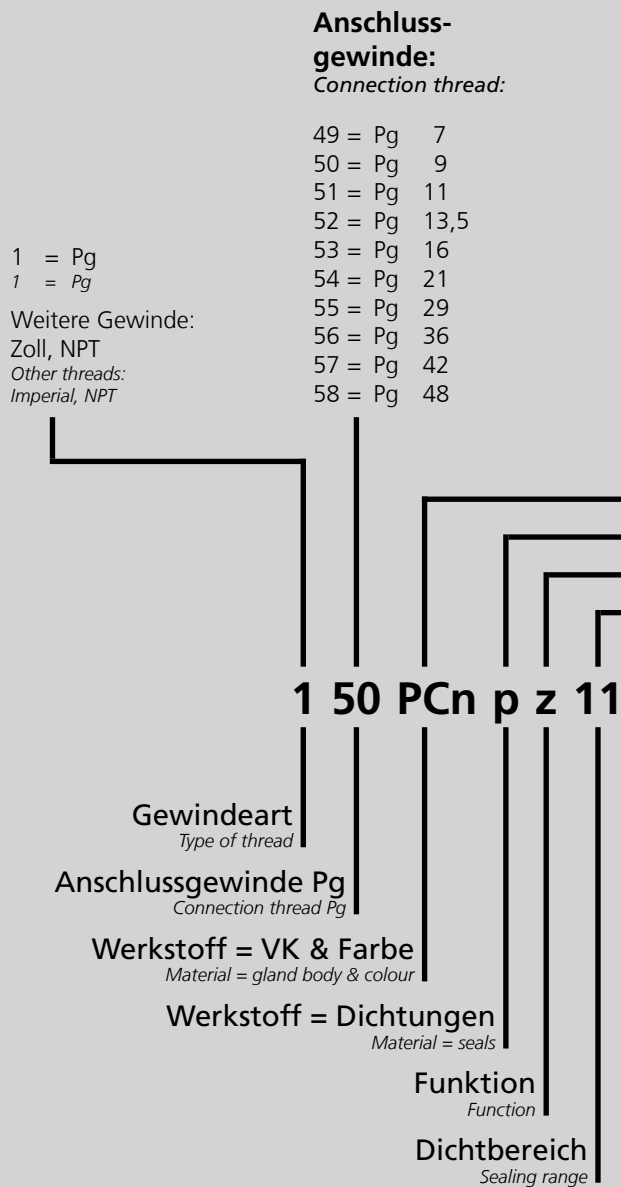 Anschluss-
gewinde:
Connection thread:
49 = Pg 7
50 = Pg 9
51 = Pg 11
52 = Pg 13,5
53 = Pg 16
54 = Pg 21
55 = Pg 29
56 = Pg 36
57 = Pg 42
58 = Pg 48
1 = Pg
1 = Pg
Weitere Gewinde:
Zoll, NPT
Other threads:
Imperial, NPT
1 50 PCn p z 11
Gewindeart
Type of thread
Anschlussgewinde Pg
Connection thread Pg
Werkstoff = VK & Farbe
Material = gland body & colour
Werkstoff = Dichtungen
Material = seals
Funktion
Function
Dichtbereich
Sealing range